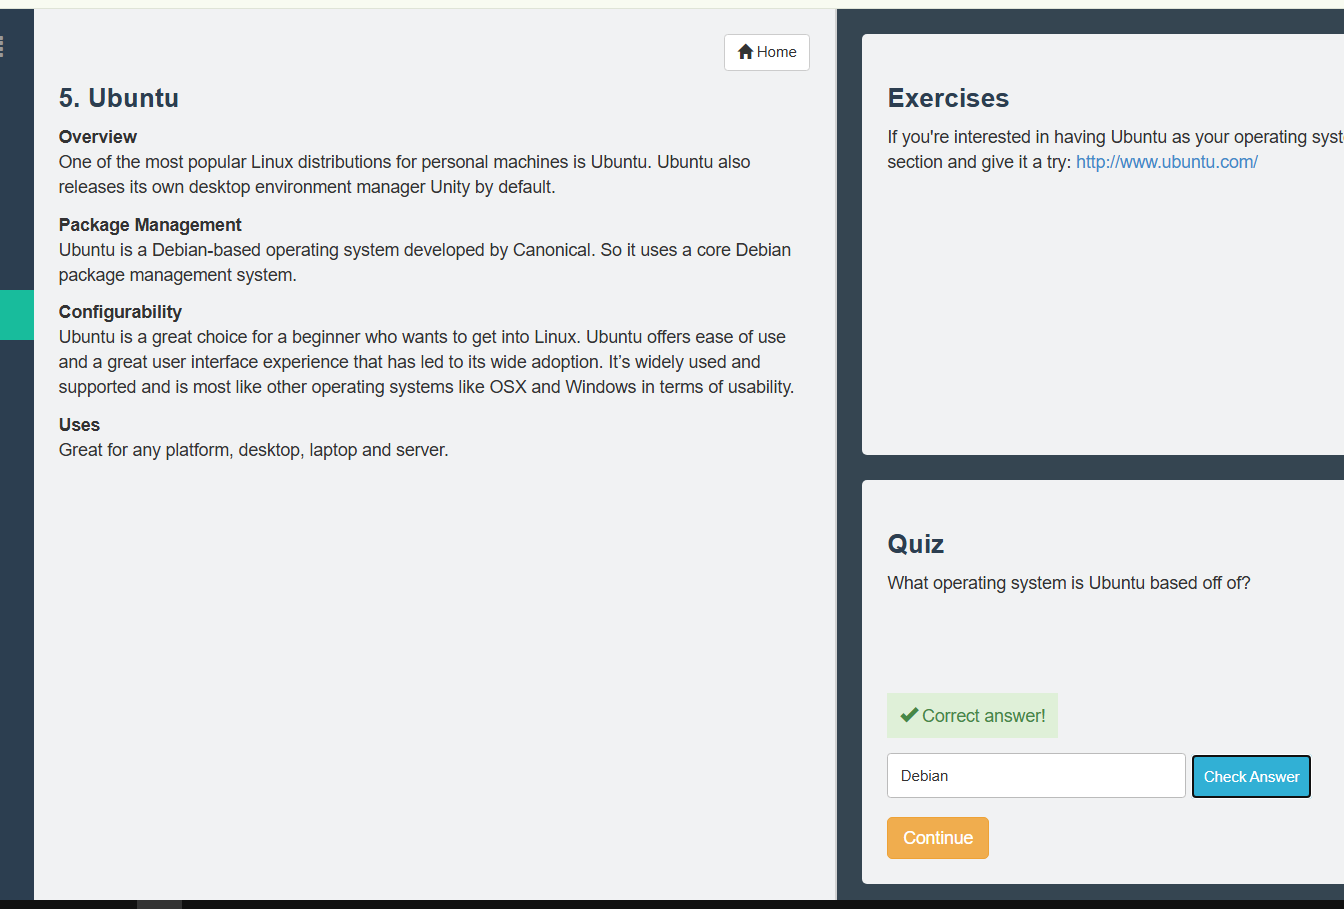 Home
5. Ubuntu
Overview
One of the most popular Linux distributions for personal machines is Ubuntu. Ubuntu also
releases its own desktop environment manager Unity by default.
Package Management
Ubuntu is a Debian-based operating system developed by Canonical. So it uses a core Debian
package management system.
Configurability
Ubuntu is a great choice for a beginner who wants to get into Linux. Ubuntu offers ease of use
and a great user interface experience that has led to its wide adoption. It’s widely used and
supported and is most like other operating systems like OSX and Windows in terms of usability.
Uses
Great for any platform, desktop, laptop and server.
Exercises
If you're interested in having Ubuntu as your operating syst
section and give it a try: http://www.ubuntu.com/
Quiz
What operating system is Ubuntu based off of?
Correct answer!
Debian
Check Answer
Continue